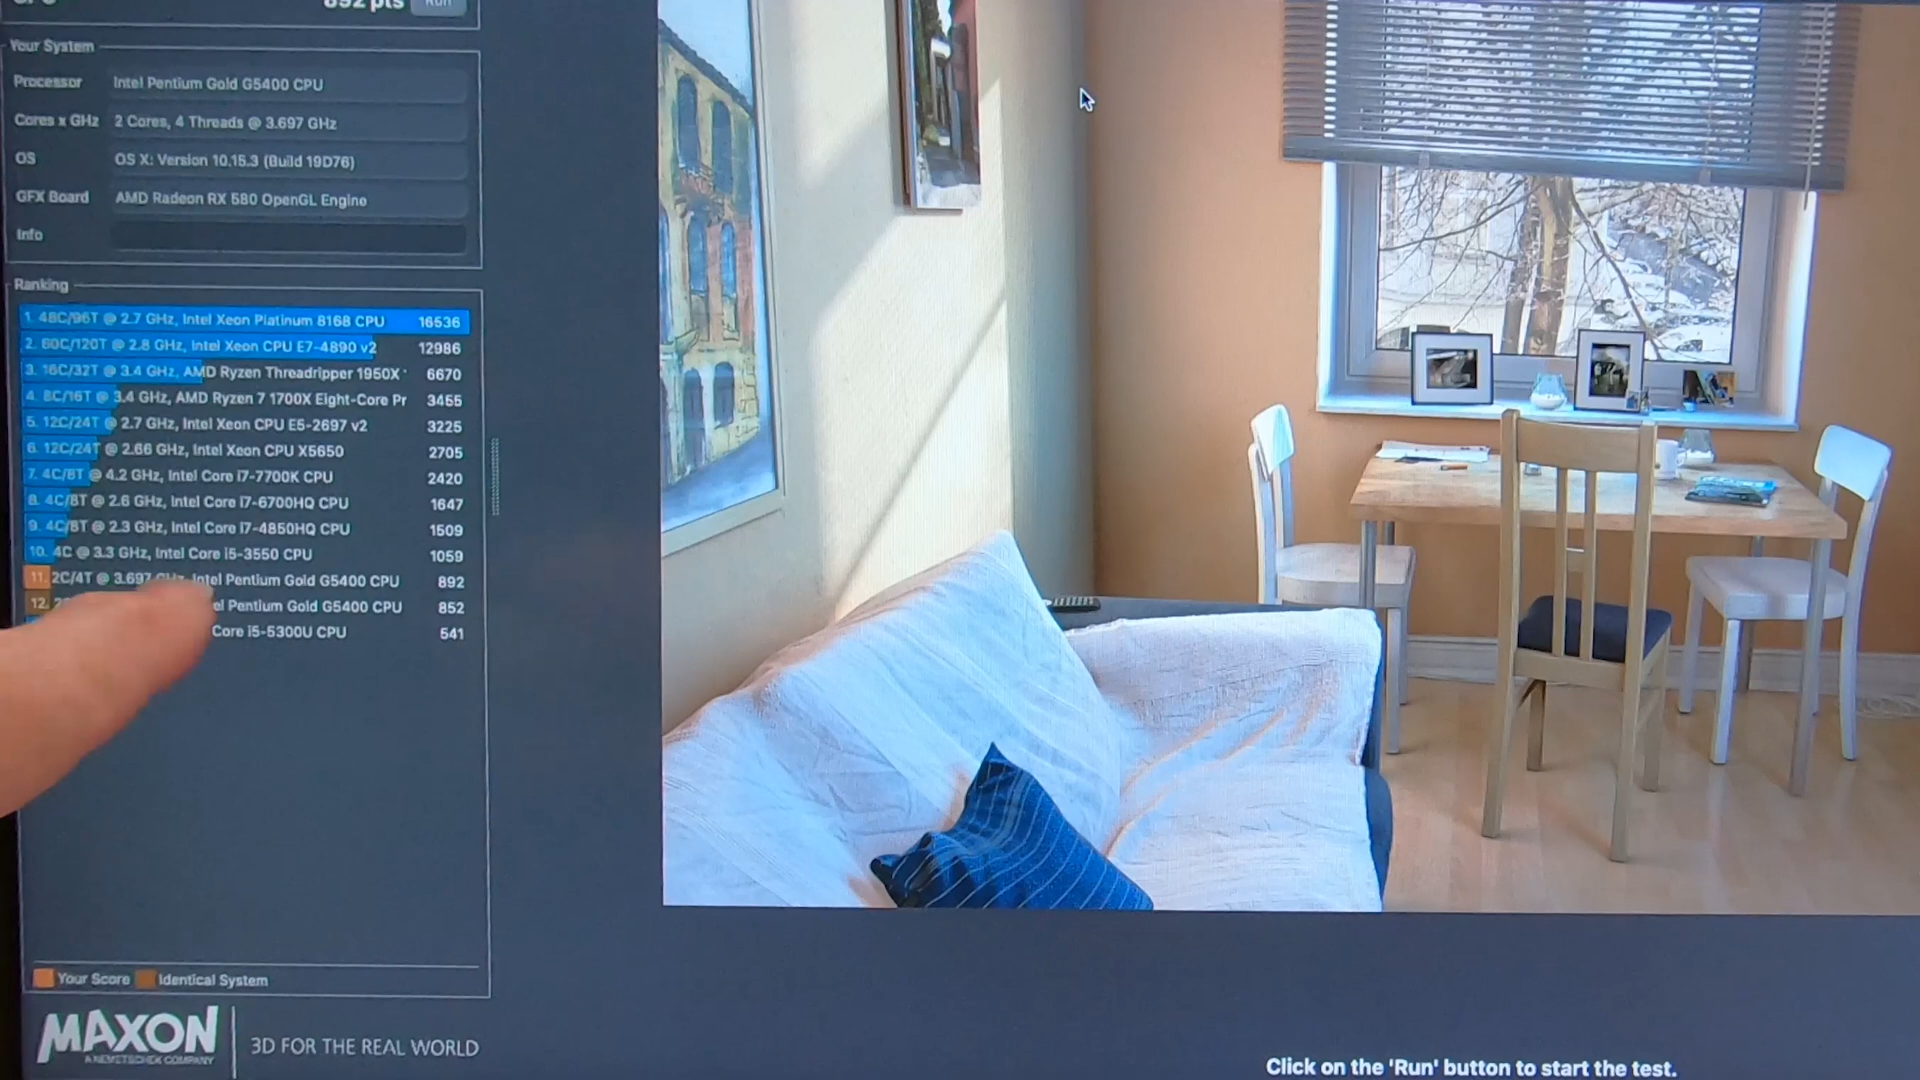 892 pts Run
Your System
Processor Intel Pentium Gold G5400 CPU
Cores x GHz 2 Cores, 4 Threads @ 3.697 GHz
OS OS X: Version 10.15.3 (Build 19D76)
GFX Board AMD Radeon RX 580 OpenGL Engine
Info
Ranking
1. 48C/96T @ 2.7 GHz, Intel Xeon Platinum 8168 CPU 16536
2. 60C/120T @ 2.8 GHz, Intel Xeon CPU E7-4890 v2 12986
3. 16C/32T @ 3.4 GHz, AMD Ryzen Threadripper 1950X 6670
4. 8C/16T @ 3.4 GHz, AMD Ryzen 7 1700X Eight-Core Pr 3455
5. 12C/24T @ 2.7 GHz, Intel Xeon CPU E5-2697 v2 3225
6. 12C/24T @ 2.66 GHz, Intel Xeon CPU X5650 2705
7. 4C/8T @ 4.2 GHz, Intel Core i7-7700K CPU 2420
8. 4C/8T @ 2.6 GHz, Intel Core i7-6700HQ CPU 1647
9. 4C/8T @ 2.3 GHz, Intel Core i7-4850HQ CPU 1509
10. 4C @ 3.3 GHz, Intel Core i5-3550 CPU 1059
11. 2C/4T @ 3.697 GHz, Intel Pentium Gold G5400 CPU 892
12. el Pentium Gold G5400 CPU 852
Core i5-5300U CPU 541
Your Score Identical System
MAXON
A NEMETSCHEK COMPANY
3D FOR THE REAL WORLD
Click on the 'Run' button to start the test.